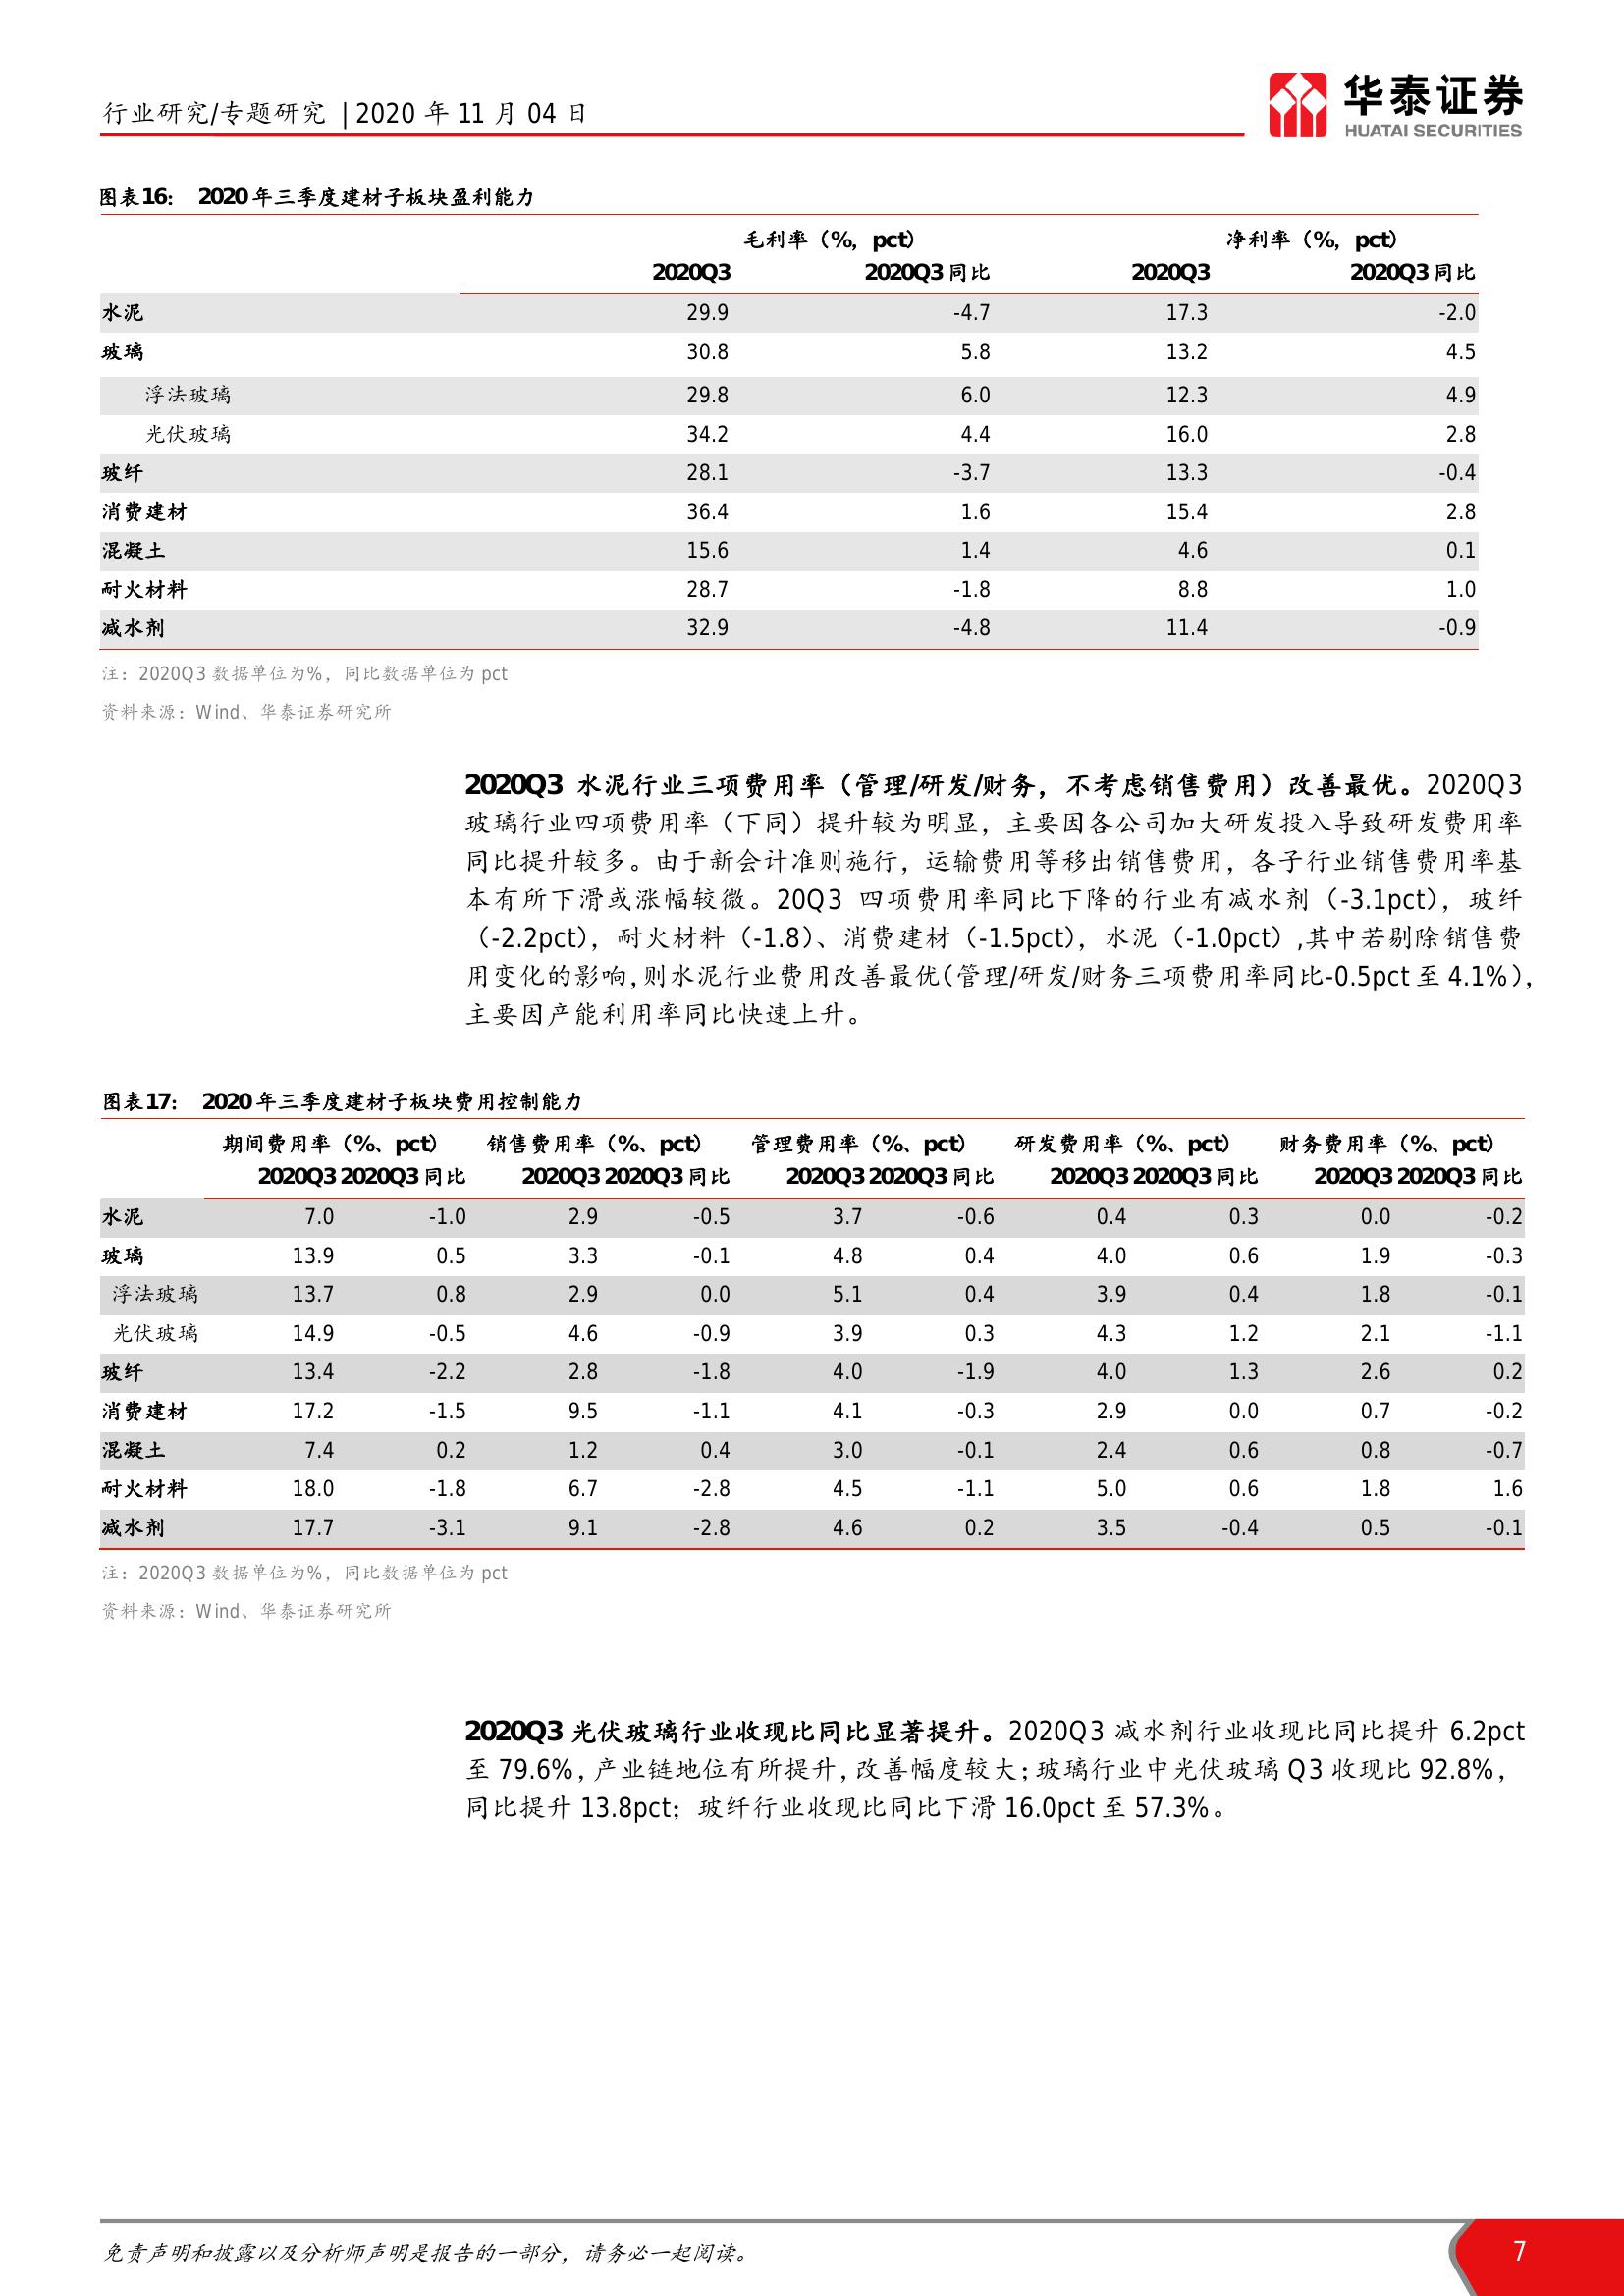 行业研究/专题研究 | 2020 年 11 月 04 日
华泰证券
HUATAI SECURITIES
图表16： 2020 年三季度建材子板块盈利能力
毛利率（%，pct） 净利率（%，pct）
2020Q3 2020Q3 同比 2020Q3 2020Q3 同比
水泥 29.9 -4.7 17.3 -2.0
玻璃 30.8 5.8 13.2 4.5
浮法玻璃 29.8 6.0 12.3 4.9
光伏玻璃 34.2 4.4 16.0 2.8
玻纤 28.1 -3.7 13.3 -0.4
消费建材 36.4 1.6 15.4 2.8
混凝土 15.6 1.4 4.6 0.1
耐火材料 28.7 -1.8 8.8 1.0
减水剂 32.9 -4.8 11.4 -0.9
注：2020Q3 数据单位为%，同比数据单位为 pct
资料来源：Wind、华泰证券研究所
2020Q3 水泥行业三项费用率（管理/研发/财务，不考虑销售费用）改善最优。2020Q3
玻璃行业四项费用率（下同）提升较为明显，主要因各公司加大研发投入导致研发费用率
同比提升较多。由于新会计准则施行，运输费用等移出销售费用，各子行业销售费用率基
本有所下滑或涨幅较微。20Q3 四项费用率同比下降的行业有减水剂（-3.1pct），玻纤
（-2.2pct），耐火材料（-1.8）、消费建材（-1.5pct），水泥（-1.0pct）,其中若剔除销售费
用变化的影响,则水泥行业费用改善最优(管理/研发/财务三项费用率同比-0.5pct 至 4.1%），
主要因产能利用率同比快速上升。
图表17： 2020 年三季度建材子板块费用控制能力
期间费用率（%、pct） 销售费用率（%、pct） 管理费用率（%、pct） 研发费用率（%、pct） 财务费用率（%、pct）
2020Q3 2020Q3 同比 2020Q3 2020Q3 同比 2020Q3 2020Q3 同比 2020Q3 2020Q3 同比 2020Q3 2020Q3 同比
水泥 7.0 -1.0 2.9 -0.5 3.7 -0.6 0.4 0.3 0.0 -0.2
玻璃 13.9 0.5 3.3 -0.1 4.8 0.4 4.0 0.6 1.9 -0.3
浮法玻璃 13.7 0.8 2.9 0.0 5.1 0.4 3.9 0.4 1.8 -0.1
光伏玻璃 14.9 -0.5 4.6 -0.9 3.9 0.3 4.3 1.2 2.1 -1.1
玻纤 13.4 -2.2 2.8 -1.8 4.0 -1.9 4.0 1.3 2.6 0.2
消费建材 17.2 -1.5 9.5 -1.1 4.1 -0.3 2.9 0.0 0.7 -0.2
混凝土 7.4 0.2 1.2 0.4 3.0 -0.1 2.4 0.6 0.8 -0.7
耐火材料 18.0 -1.8 6.7 -2.8 4.5 -1.1 5.0 0.6 1.8 1.6
减水剂 17.7 -3.1 9.1 -2.8 4.6 0.2 3.5 -0.4 0.5 -0.1
注：2020Q3 数据单位为%，同比数据单位为 pct
资料来源：Wind、华泰证券研究所
2020Q3 光伏玻璃行业收现比同比显著提升。2020Q3 减水剂行业收现比同比提升 6.2pct
至 79.6%,产业链地位有所提升,改善幅度较大;玻璃行业中光伏玻璃 Q3 收现比 92.8%，
同比提升 13.8pct；玻纤行业收现比同比下滑 16.0pct 至 57.3%。
免责声明和披露以及分析师声明是报告的一部分，请务必一起阅读。 7